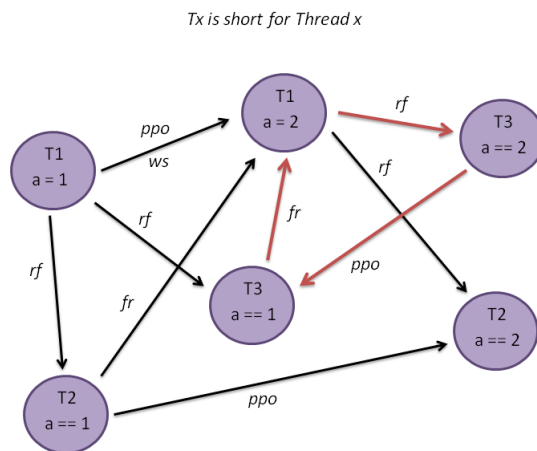 Tx is short for Thread x
T1
a = 2
rf
T3
a == 2
ppo
ws
T1
a = 1
rf
rf
fr
ppo
rf
fr
T3
a == 1
T2
a == 2
T2
a == 1
ppo